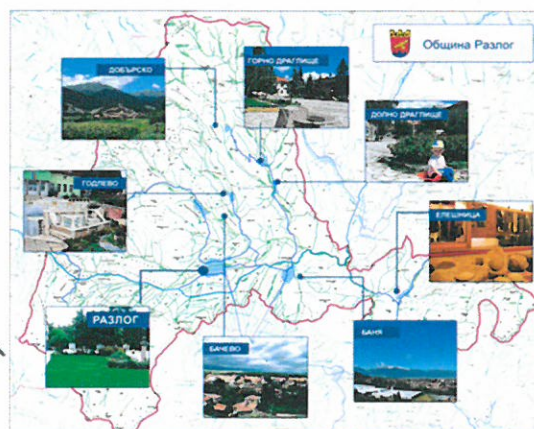 Община Разлог
ДОБЪРСКО
ГОРНО ДРАГЛИЩЕ
ДОЛНО ДРАГЛИЩЕ
ГОДЛЕВО
ЕЛЕШНИЦА
РАЗЛОГ
БАЧЕВО
БАНЯ